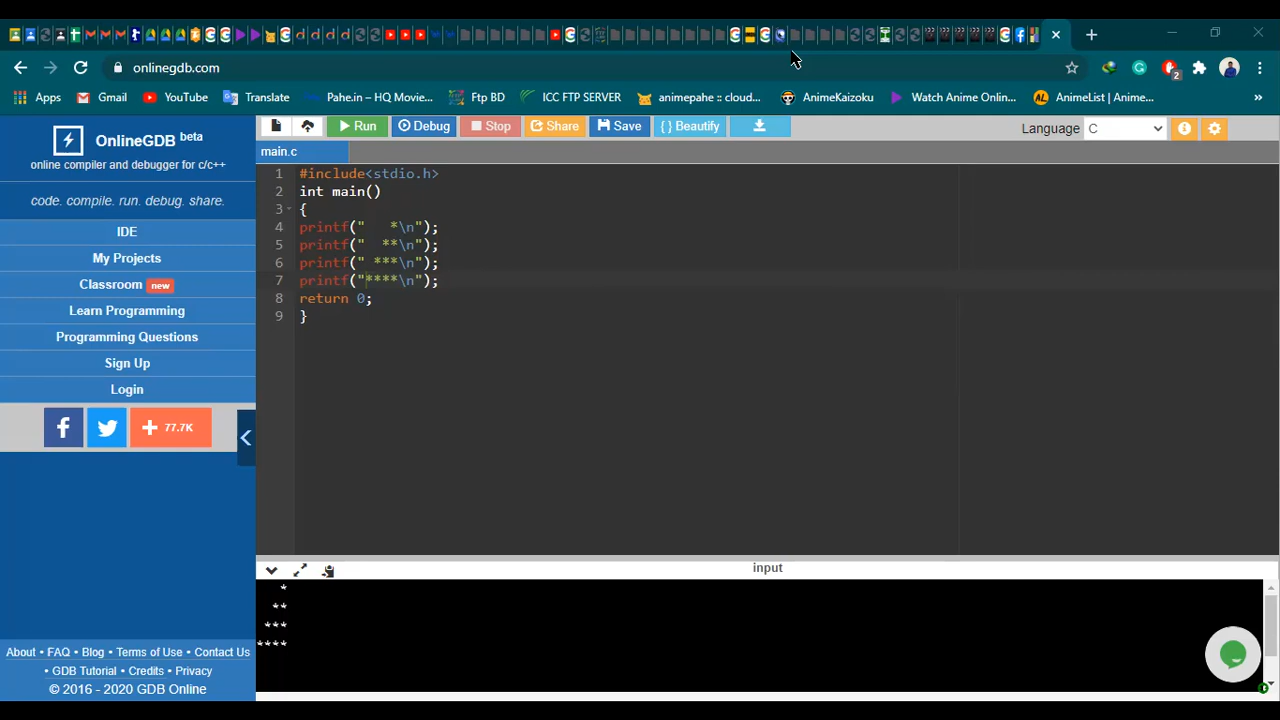 onlinegdb.com
2
Apps Gmail YouTube Translate Pahe.in – HQ Movie... Ftp BD ICC FTP SERVER animepahe :: cloud... AnimeKaizoku Watch Anime Onlin... AnimeList | Anime... »
OnlineGDB beta
online compiler and debugger for c/c++
code. compile. run. debug. share.
IDE
My Projects
Classroom new
Learn Programming
Programming Questions
Sign Up
Login
77.7K
About • FAQ • Blog • Terms of Use • Contact Us
• GDB Tutorial • Credits • Privacy
© 2016 - 2020 GDB Online
Run Debug Stop Share Save { } Beautify
Language C
main.c
1 #include<stdio.h>
2 int main()
3 {
4 printf("   *\n");
5 printf("  **\n");
6 printf(" ***\n");
7 printf("****\n");
8 return 0;
9 }
input
   *
  **
 ***
****